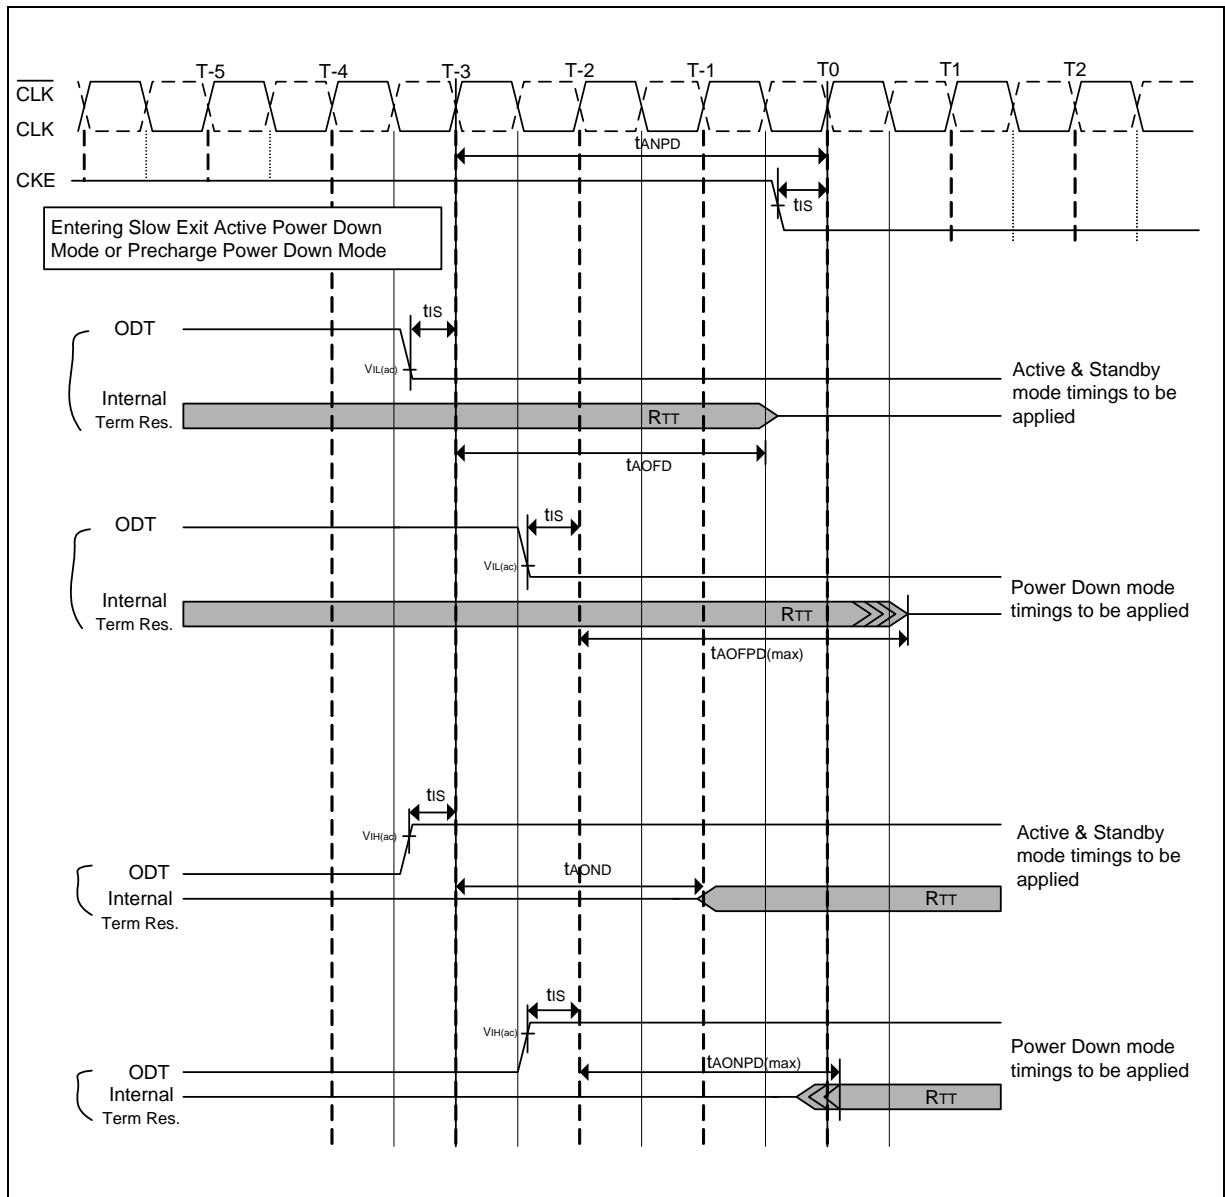 T-5 T-4 T-3 T-2 T-1 T0 T1 T2
CLK
CLK
tANPD
CKE
tIS
Entering Slow Exit Active Power Down
Mode or Precharge Power Down Mode
tIS
ODT
VIL(ac)
Active & Standby
mode timings to be
applied
Internal
Term Res.
RTT
tAOFD
tIS
ODT
VIL(ac)
Power Down mode
timings to be applied
Internal
Term Res.
RTT
tAOFPD(max)
tIS
VIH(ac)
Active & Standby
mode timings to be
applied
ODT
tAOND
Internal
Term Res.
RTT
tIS
VIH(ac)
Power Down mode
timings to be applied
ODT
tAONPD(max)
Internal
Term Res.
RTT